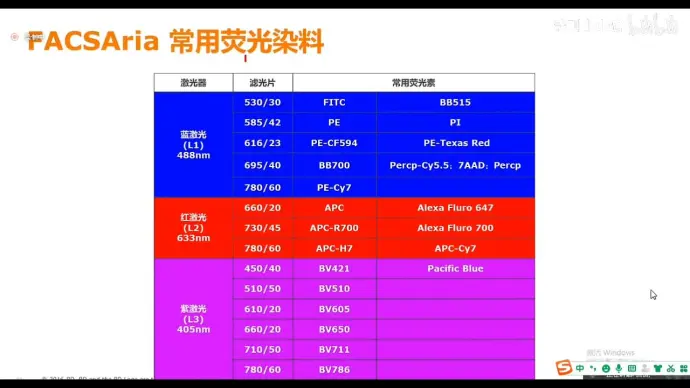 FACSAria 常用荧光染料
激光器 滤光片 常用荧光素
蓝激光
(L1)
488nm
530/30 FITC BB515
585/42 PE PI
616/23 PE-CF594 PE-Texas Red
695/40 BB700 Percp-Cy5.5; 7AAD; Percp
780/60 PE-Cy7
红激光
(L2)
633nm
660/20 APC Alexa Fluro 647
730/45 APC-R700 Alexa Fluro 700
780/60 APC-H7 APC-Cy7
紫激光
(L3)
405nm
450/40 BV421 Pacific Blue
510/50 BV510
610/20 BV605
660/20 BV650
710/50 BV711
780/60 BV786
Windows
中